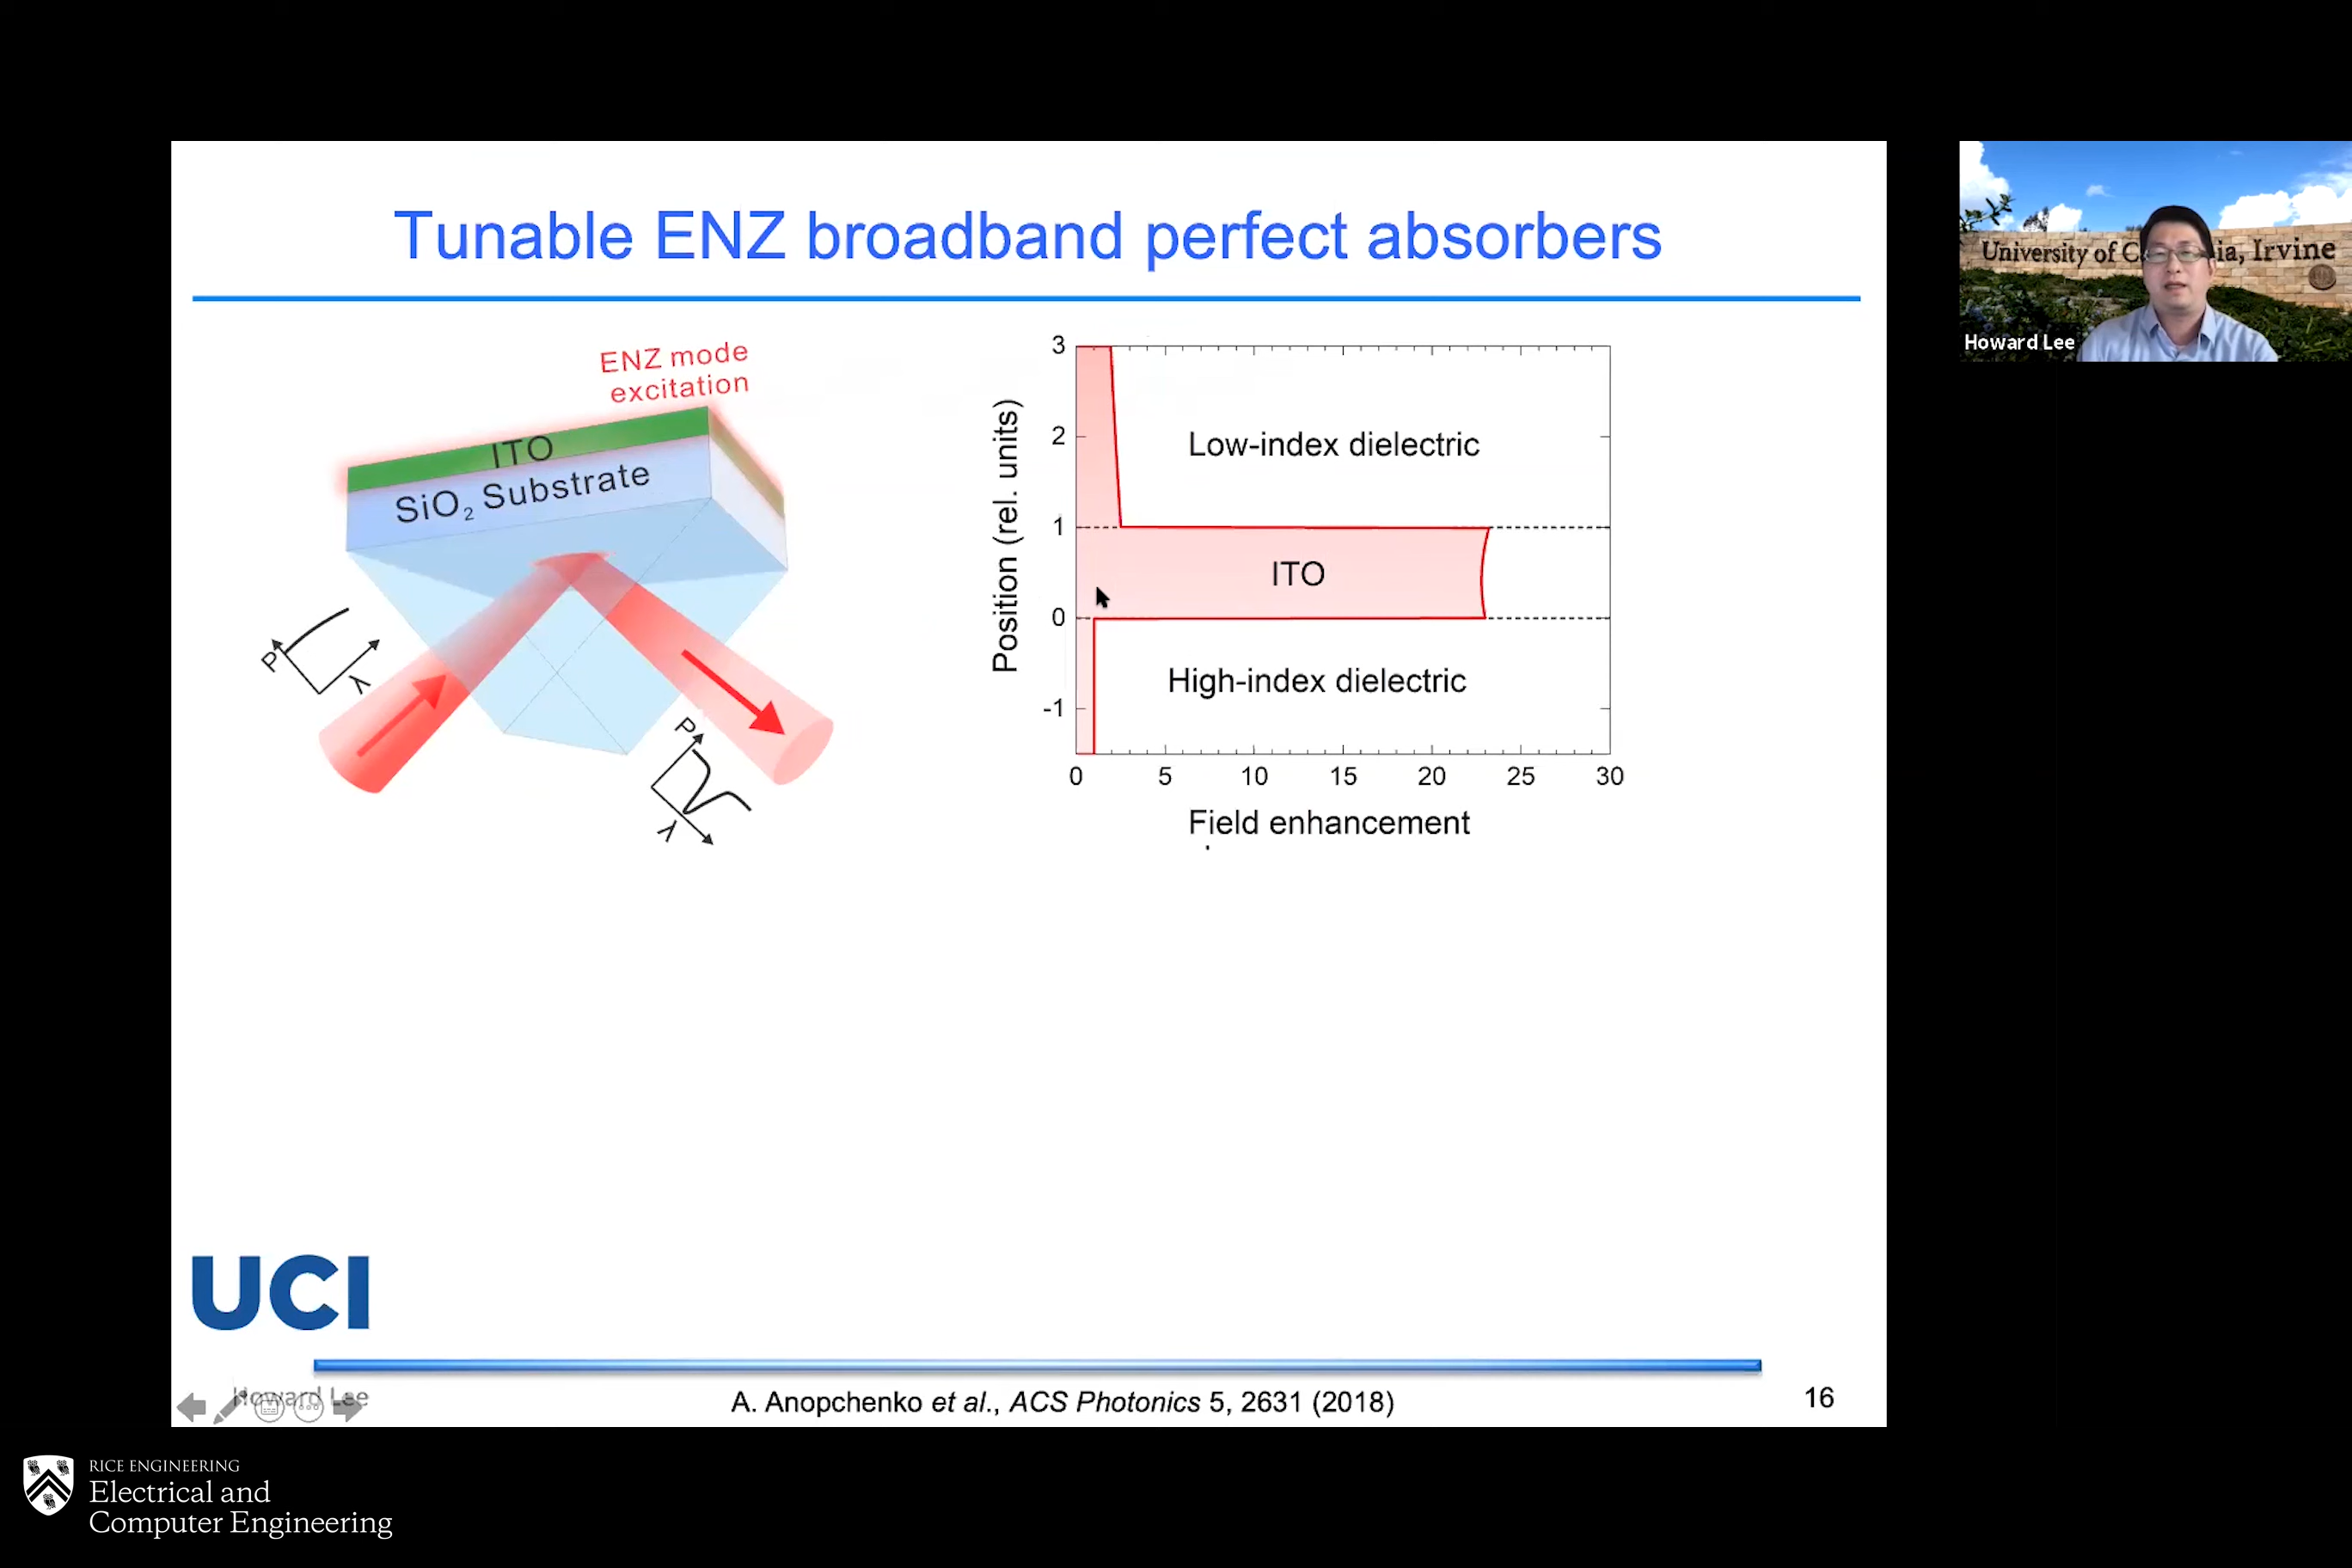 Tunable ENZ broadband perfect absorbers
ENZ mode
excitation
ITO
SiO₂ Substrate
P
λ
P
λ
3
2
1
0
-1
Position (rel. units)
Low-index dielectric
ITO
High-index dielectric
0 5 10 15 20 25 30
Field enhancement
UCI
Howard Lee
A. Anopchenko et al., ACS Photonics 5, 2631 (2018)
16
University of C ia, Irvine
Howard Lee
RICE ENGINEERING
Electrical and
Computer Engineering